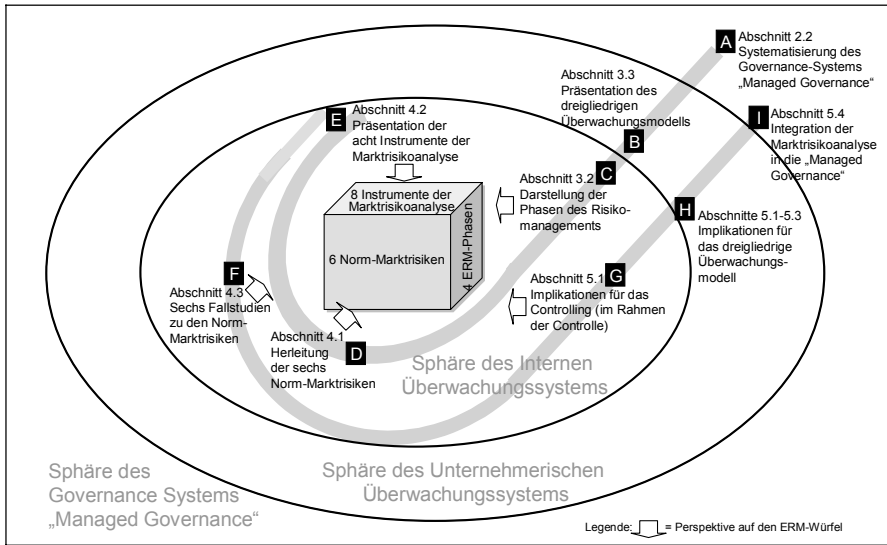 A
Abschnitt 2.2
Systematisierung des
Governance-Systems
„Managed Governance“
Abschnitt 3.3
Präsentation des
dreigliedrigen
Überwachungsmodells
B
I
Abschnitt 5.4
Integration der
Marktrisikoanalyse
in die „Managed
Governance“
E
Abschnitt 4.2
Präsentation der
acht Instrumente der
Marktrisikoanalyse
C
Abschnitt 3.2
Darstellung der
Phasen des Risiko-
managements
H
Abschnitte 5.1-5.3
Implikationen für
das dreigliedrige
Überwachungs-
modell
8 Instrumente der
Marktrisikoanalyse
6 Norm-Marktrisiken
4 ERM-Phasen
F
Abschnitt 4.3
Sechs Fallstudien
zu den Norm-
Marktrisiken
G
Abschnitt 5.1
Implikationen für das
Controlling (im Rahmen
der Controlle)
D
Abschnitt 4.1
Herleitung
der sechs
Norm-Marktrisiken
Sphäre des Internen
Überwachungssystems
Sphäre des Unternehmerischen
Überwachungssystems
Sphäre des
Governance Systems
„Managed Governance“
Legende: = Perspektive auf den ERM-Würfel